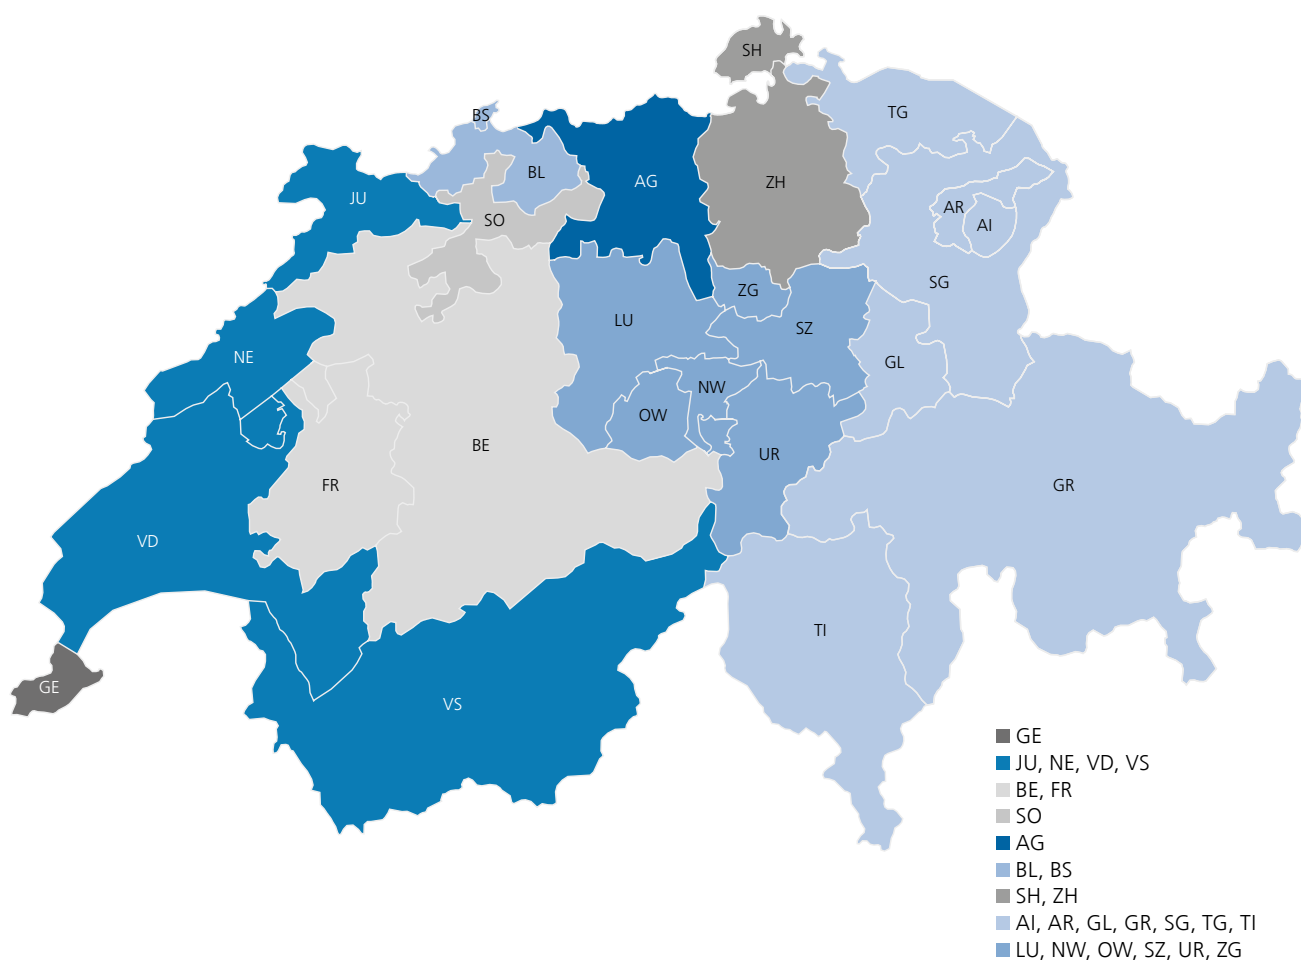 SH
TG
BS
BL
AG
ZH
JU
SO
AR
AI
SG
ZG
LU
SZ
NE
GL
NW
OW
BE
UR
FR
GR
VD
TI
GE
VS
GE
JU, NE, VD, VS
BE, FR
SO
AG
BL, BS
SH, ZH
AI, AR, GL, GR, SG, TG, TI
LU, NW, OW, SZ, UR, ZG